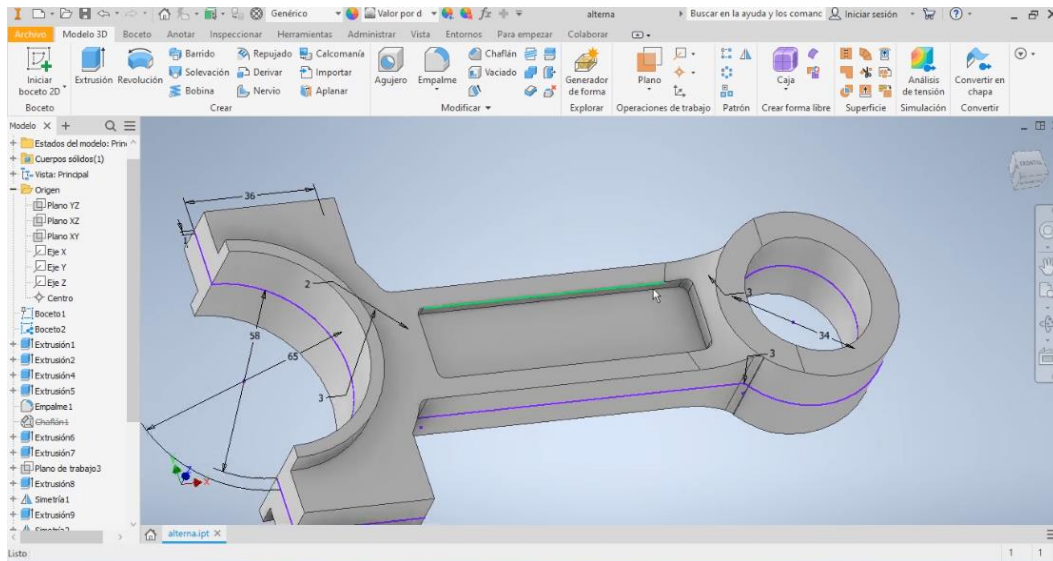 Genérico
Valor por d
alterna
Buscar en la ayuda y los comanc
Iniciar sesión
Archivo Modelo 3D Boceto Anotar Inspeccionar Herramientas Administrar Vista Entornos Para empezar Colaborar
Iniciar boceto 2D
Extrusión Revolución
Barrido Repujado Calcomanía
Solevación Derivar Importar
Bobina Nervio Aplanar
Agujero Empalme
Chaflán
Vaciado
Generador de forma
Plano
Caja
Análisis de tensión
Convertir en chapa
Boceto Crear Modificar Explorar Operaciones de trabajo Patrón Crear forma libre Superficie Simulación Convertir
Modelo
Estados del modelo: Prin
Cuerpos sólidos(1)
Vista: Principal
Origen
Plano YZ
Plano XZ
Plano XY
Eje X
Eje Y
Eje Z
Centro
Boceto1
Boceto2
Extrusión1
Extrusión2
Extrusión4
Extrusión5
Empalme1
Chaflán1
Extrusión6
Extrusión7
Plano de trabajo3
Extrusión8
Simetría1
Extrusión9
Simetría2
36
1
2
58
65
3
3
34
3
X
FRONTAL
alterna.ipt
Listo
1 1